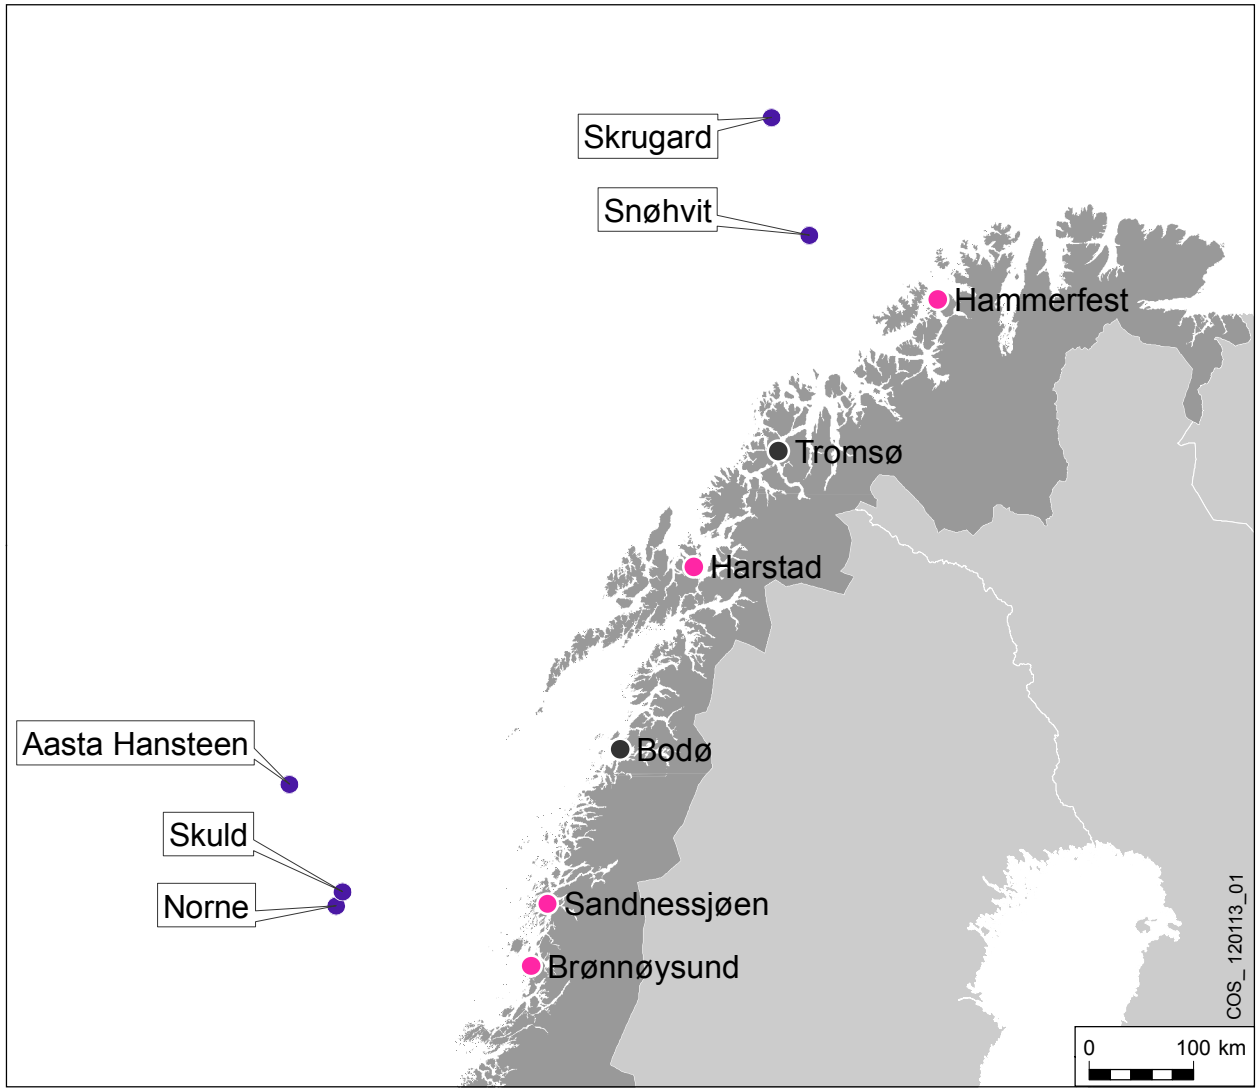 Skrugard
Snøhvit
Hammerfest
Tromsø
Harstad
Aasta Hansteen
Bodø
Skuld
Norne
Sandnessjøen
Brønnøysund
COS_ 120113_01
0 100 km